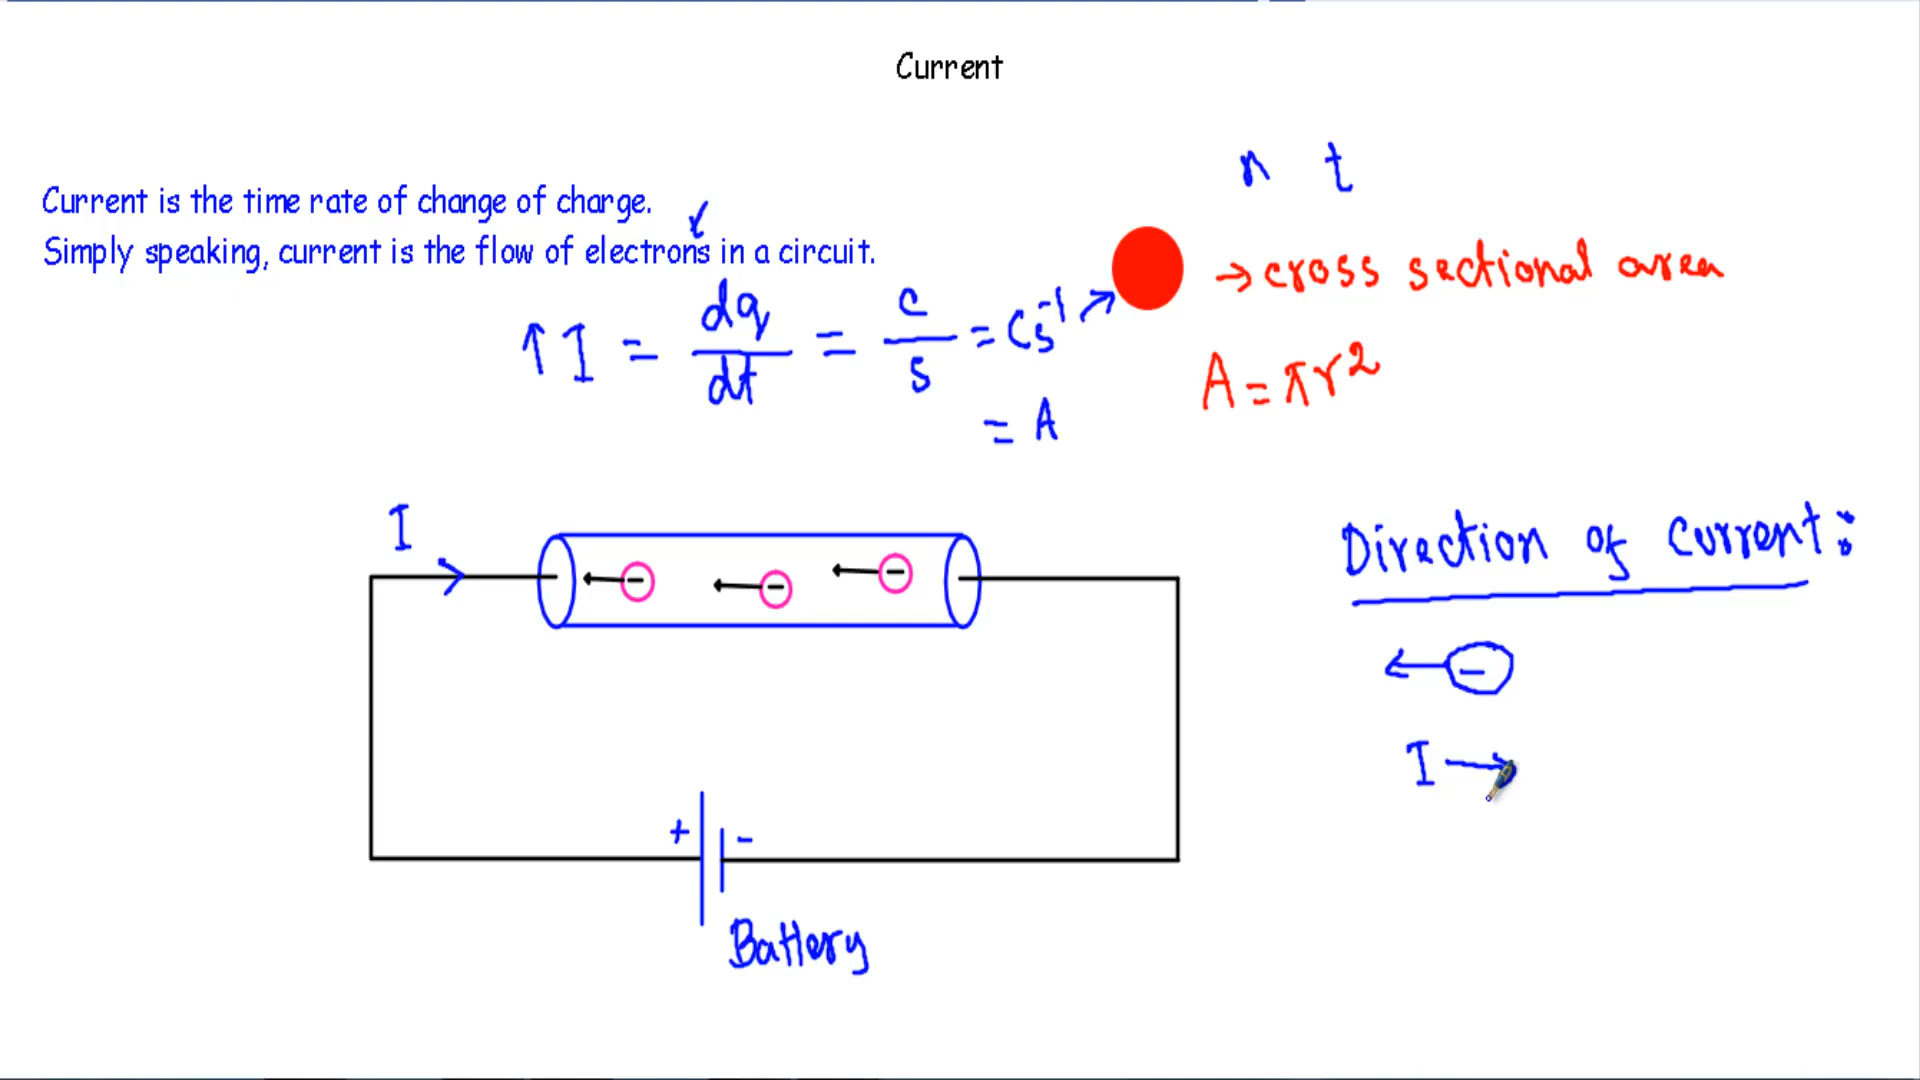 Current
n t
Current is the time rate of change of charge.
Simply speaking, current is the flow of electrons in a circuit.
→ cross sectional area
↑ I = dq/dt = C/s = Cs⁻¹
= A
A = πr²
I
Direction of current:
−
− − −
I →
+ −
Battery